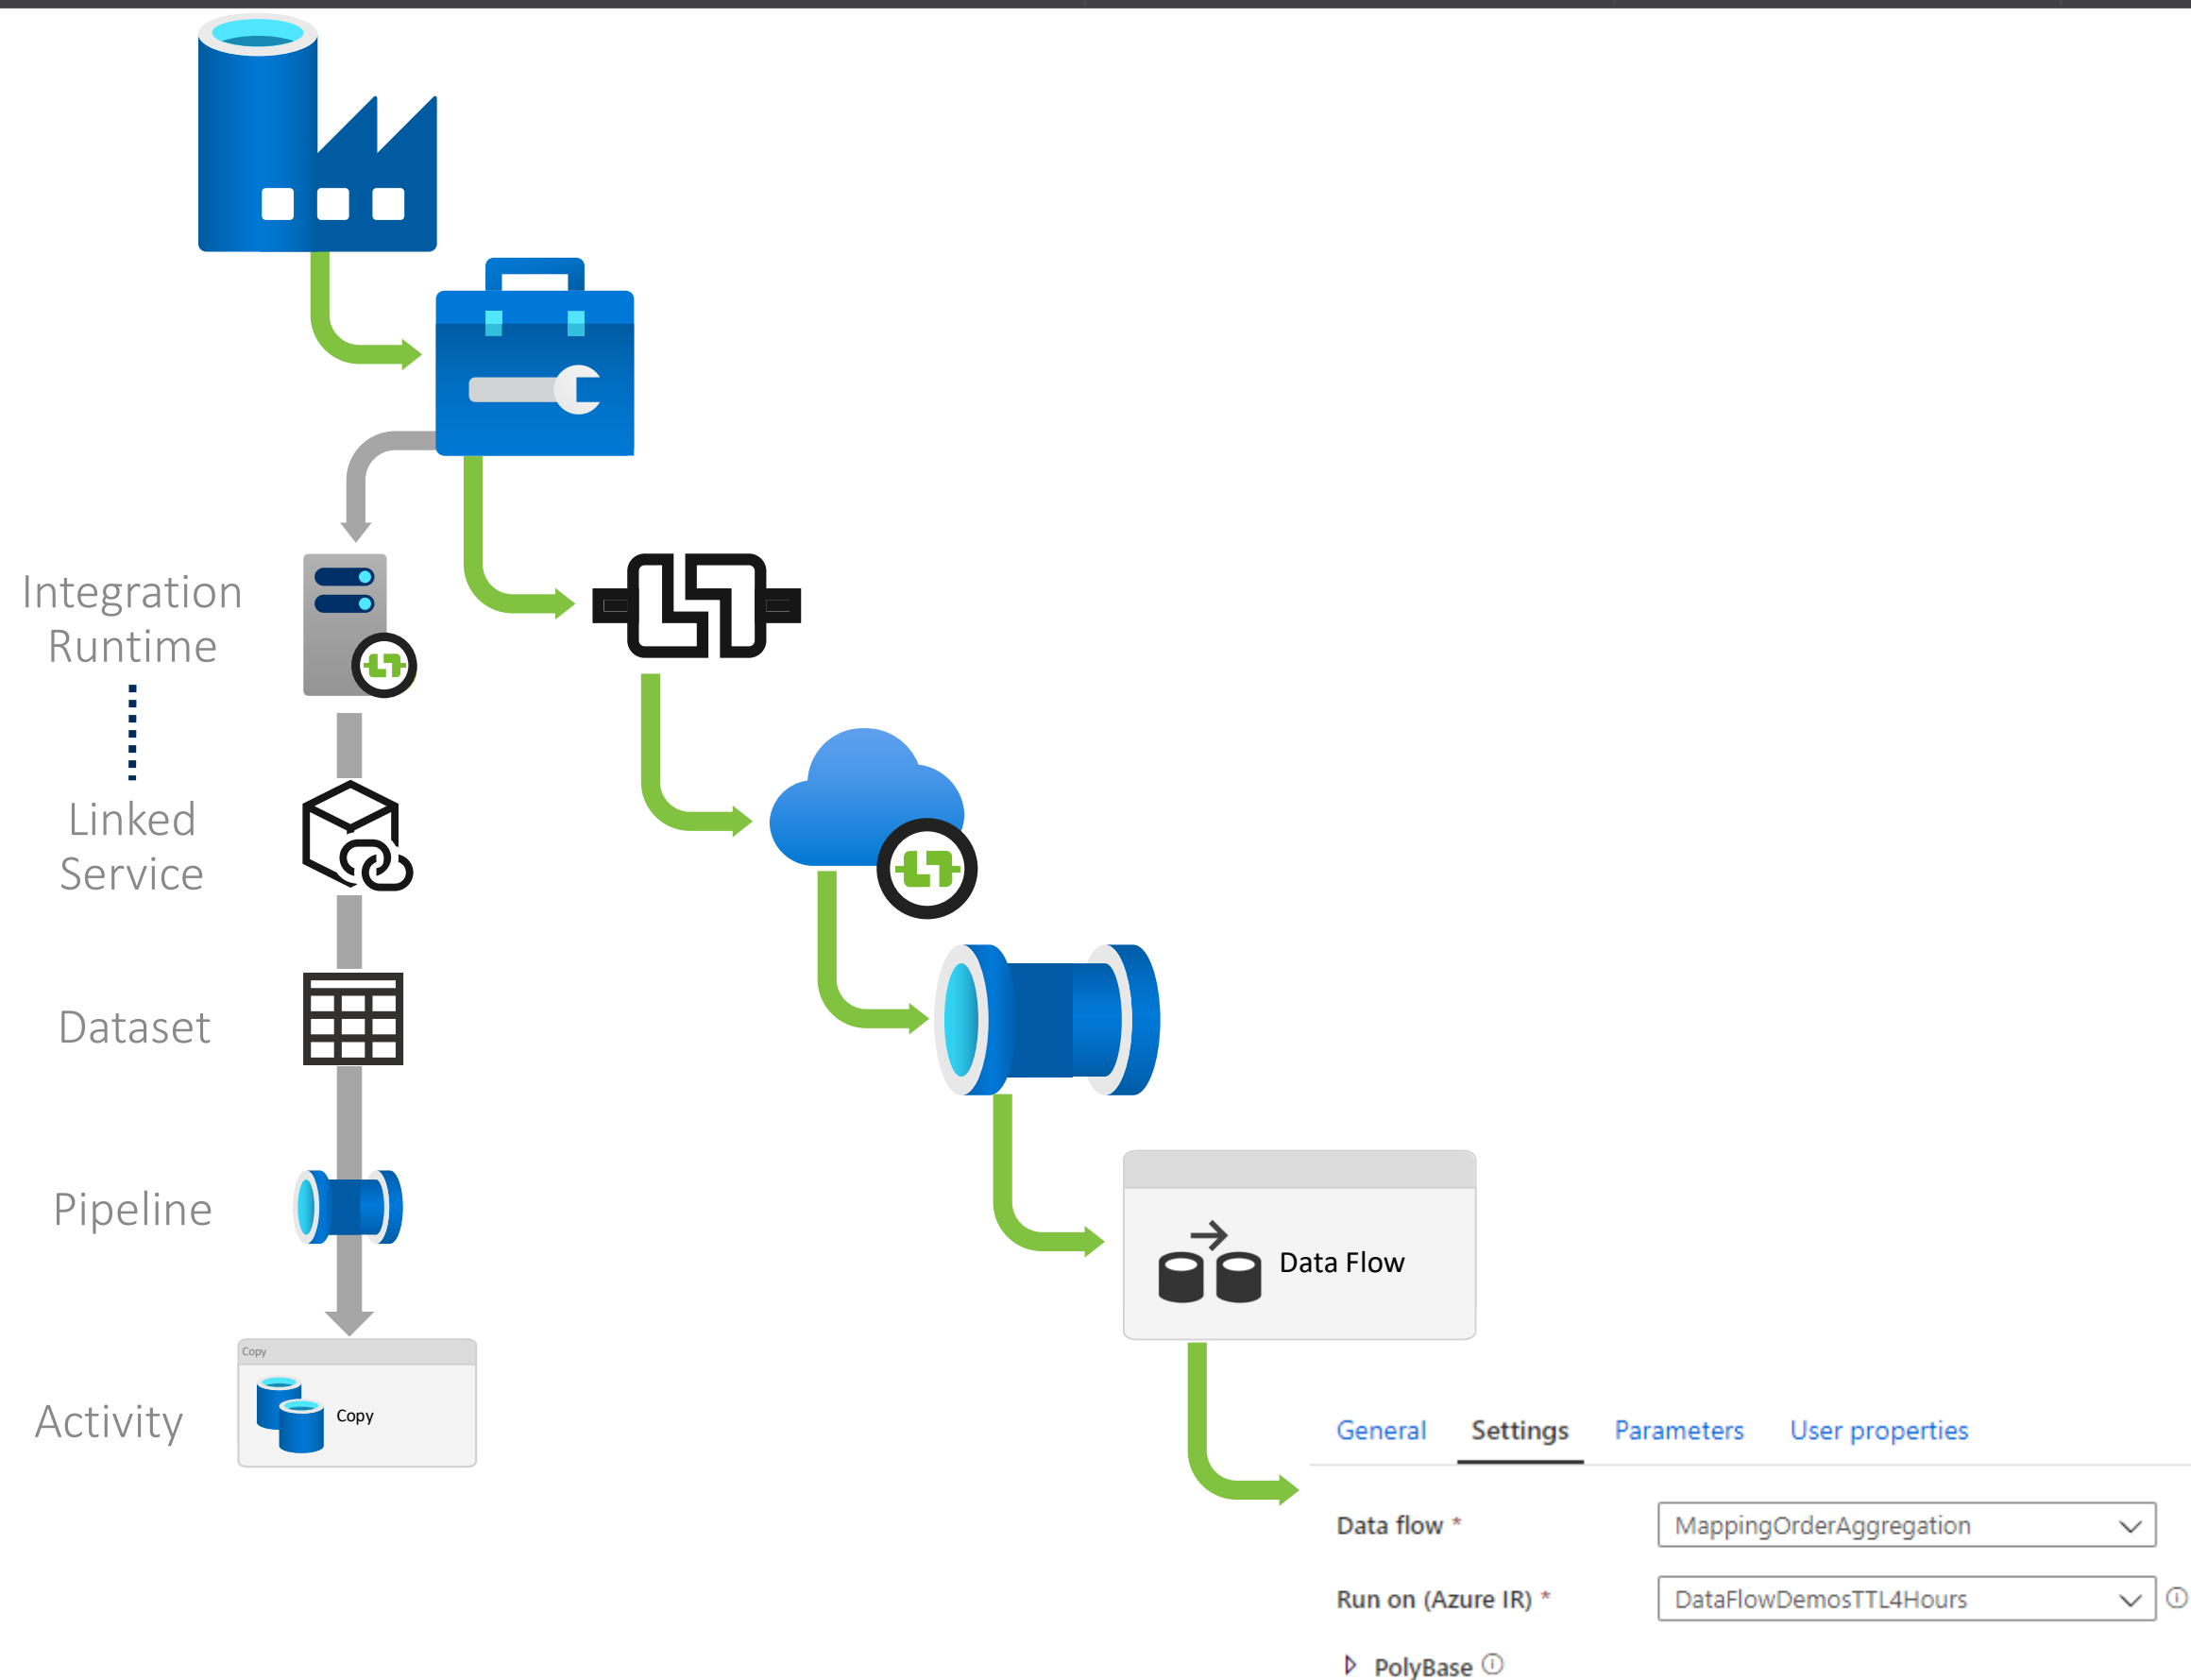 Integration
Runtime
Linked
Service
Dataset
Pipeline
Activity
Copy
Copy
Data Flow
General Settings Parameters User properties
Data flow * MappingOrderAggregation
Run on (Azure IR) * DataFlowDemosTTL4Hours
PolyBase